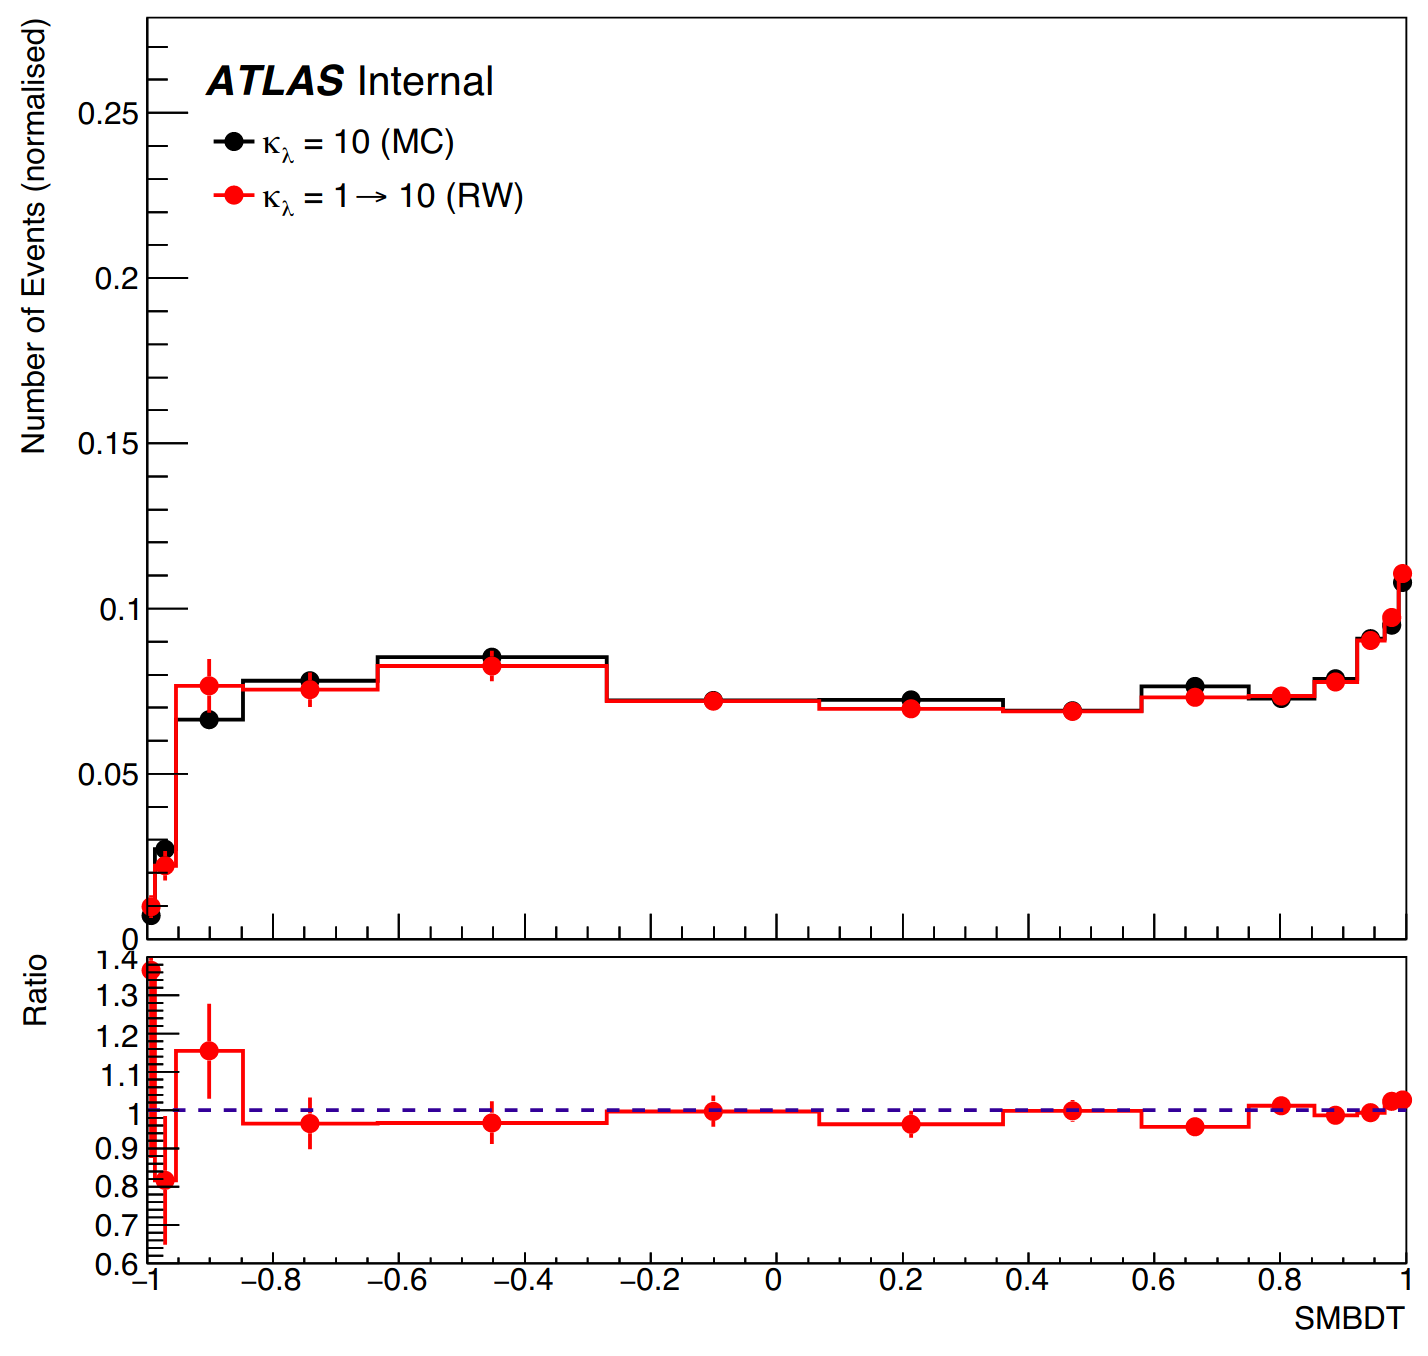 Number of Events (normalised)
ATLAS Internal
κλ = 10 (MC)
κλ = 1→ 10 (RW)
0.25
0.2
0.15
0.1
0.05
0
Ratio
1.4
1.3
1.2
1.1
1
0.9
0.8
0.7
0.6
−1 −0.8 −0.6 −0.4 −0.2 0 0.2 0.4 0.6 0.8 1
SMBDT